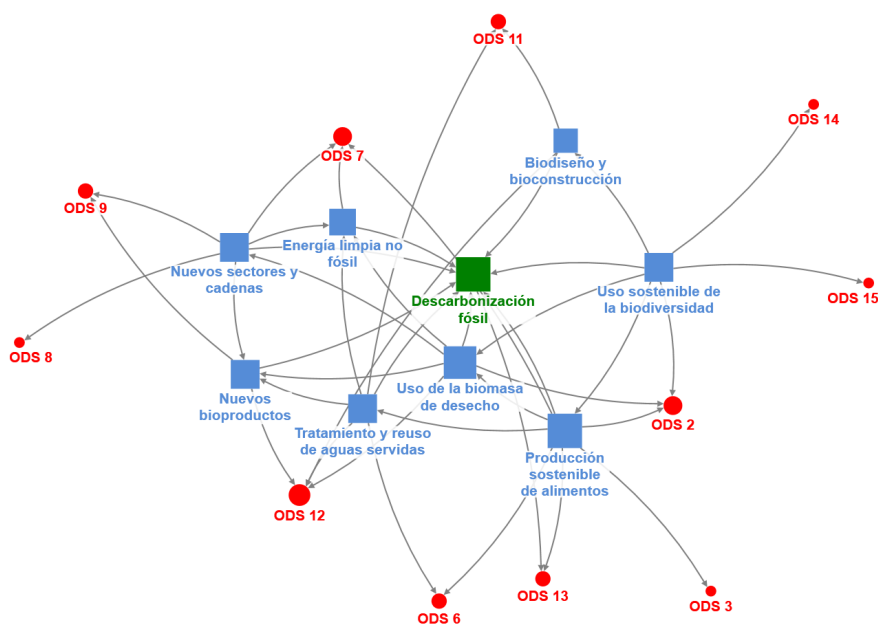 ODS 11
ODS 14
ODS 7
Biodiseño y
bioconstrucción
ODS 9
Energía limpia no
fósil
Nuevos sectores y
cadenas
Descarbonización
fósil
Uso sostenible de
la biodiversidad
ODS 15
ODS 8
Nuevos
bioproductos
Uso de la biomasa
de desecho
ODS 2
Tratamiento y reuso
de aguas servidas
Producción
sostenible
de alimentos
ODS 12
ODS 13
ODS 3
ODS 6